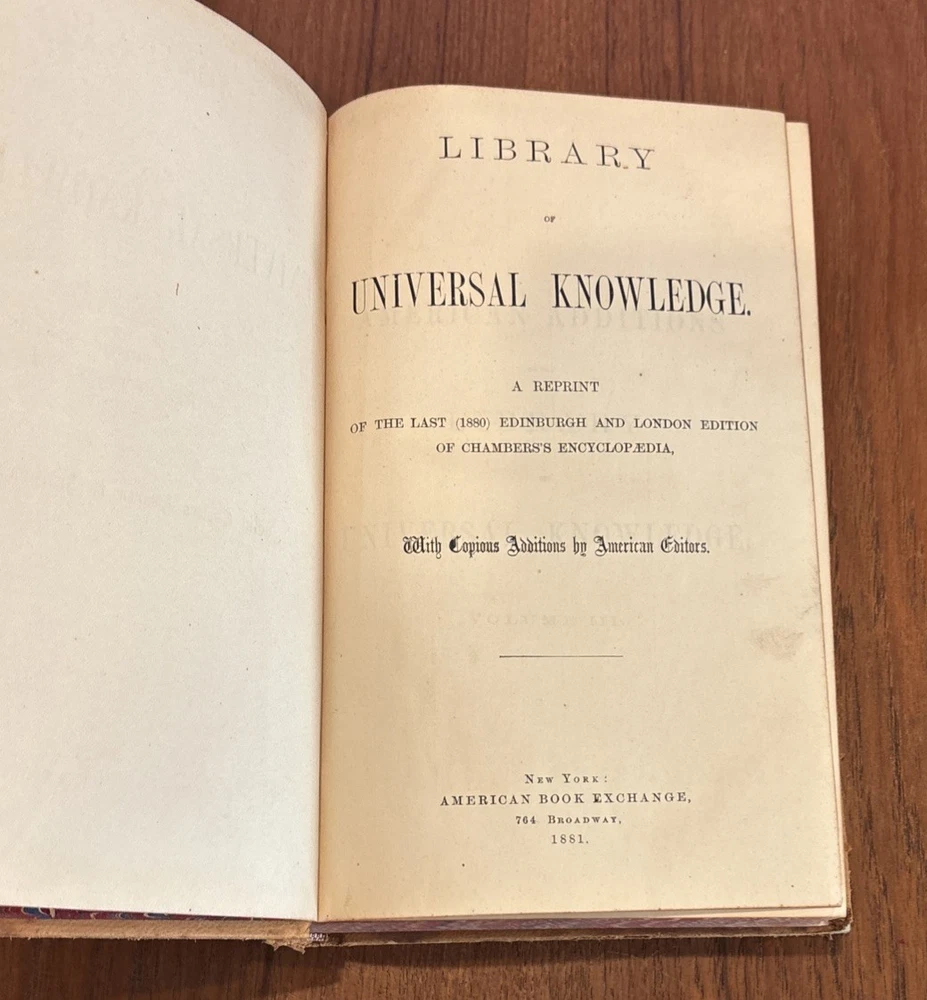 LIBRARY
OF
UNIVERSAL KNOWLEDGE.
A REPRINT
OF THE LAST (1880) EDINBURGH AND LONDON EDITION
OF CHAMBERS'S ENCYCLOPÆDIA,
With Copious Additions by American Editors.
NEW YORK:
AMERICAN BOOK EXCHANGE,
764 BROADWAY,
1881.